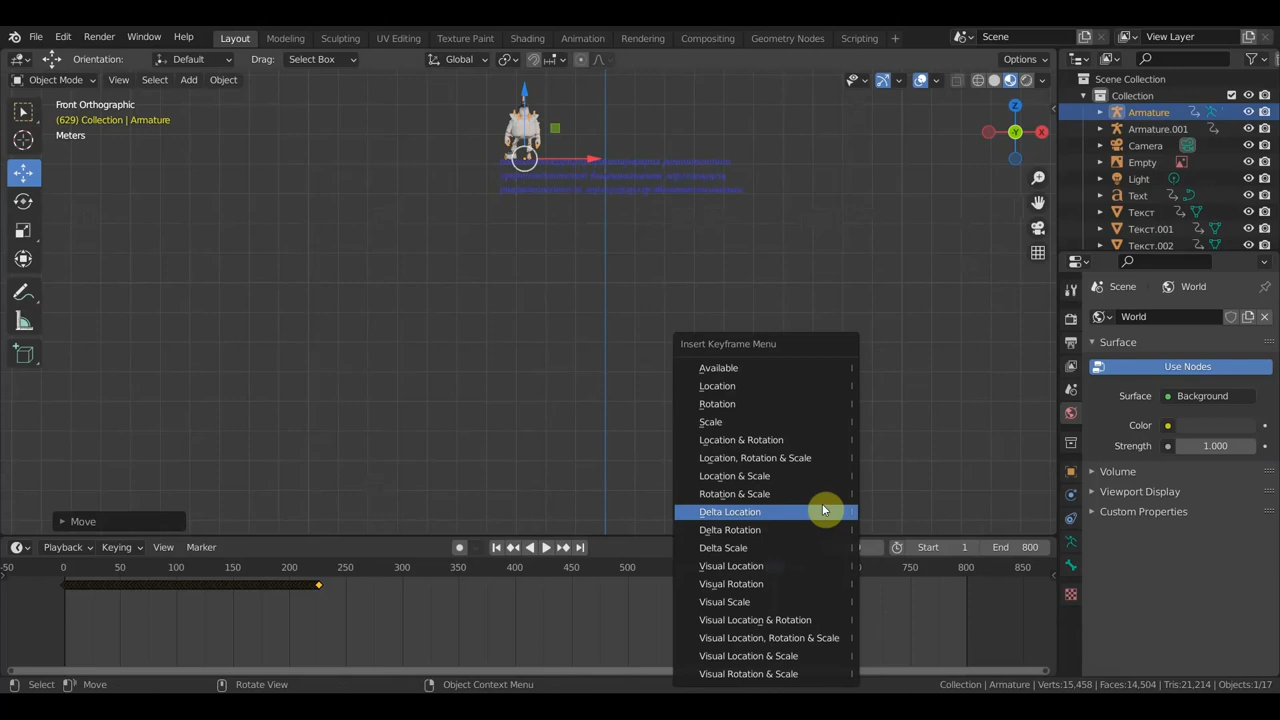 File Edit Render Window Help Layout Modeling Sculpting UV Editing Texture Paint Shading Animation Rendering Compositing Geometry Nodes Scripting + Scene View Layer
Orientation: Default Drag: Select Box Global Options
Object Mode View Select Add Object
Front Orthographic
(629) Collection | Armature
Meters
X
Y
Z
Scene Collection
Collection
Armature
Armature.001
Camera
Empty
Light
Text
Текст
Текст.001
Текст.002
Scene World
World
Surface
Use Nodes
Surface Background
Color
Strength 1.000
Volume
Viewport Display
Custom Properties
Insert Keyframe Menu
Available I
Location I
Rotation I
Scale I
Location & Rotation I
Location, Rotation & Scale I
Location & Scale I
Rotation & Scale I
Delta Location I
Delta Rotation I
Delta Scale I
Visual Location I
Visual Rotation I
Visual Scale I
Visual Location & Rotation I
Visual Location, Rotation & Scale I
Visual Location & Scale I
Visual Rotation & Scale I
Move
Playback Keying View Marker Start 1 End 800
-50 0 50 100 150 200 250 300 350 400 450 500 750 800 850
Select Move Rotate View Object Context Menu Collection | Armature | Verts:15,458 | Faces:14,504 | Tris:21,214 | Objects:1/17